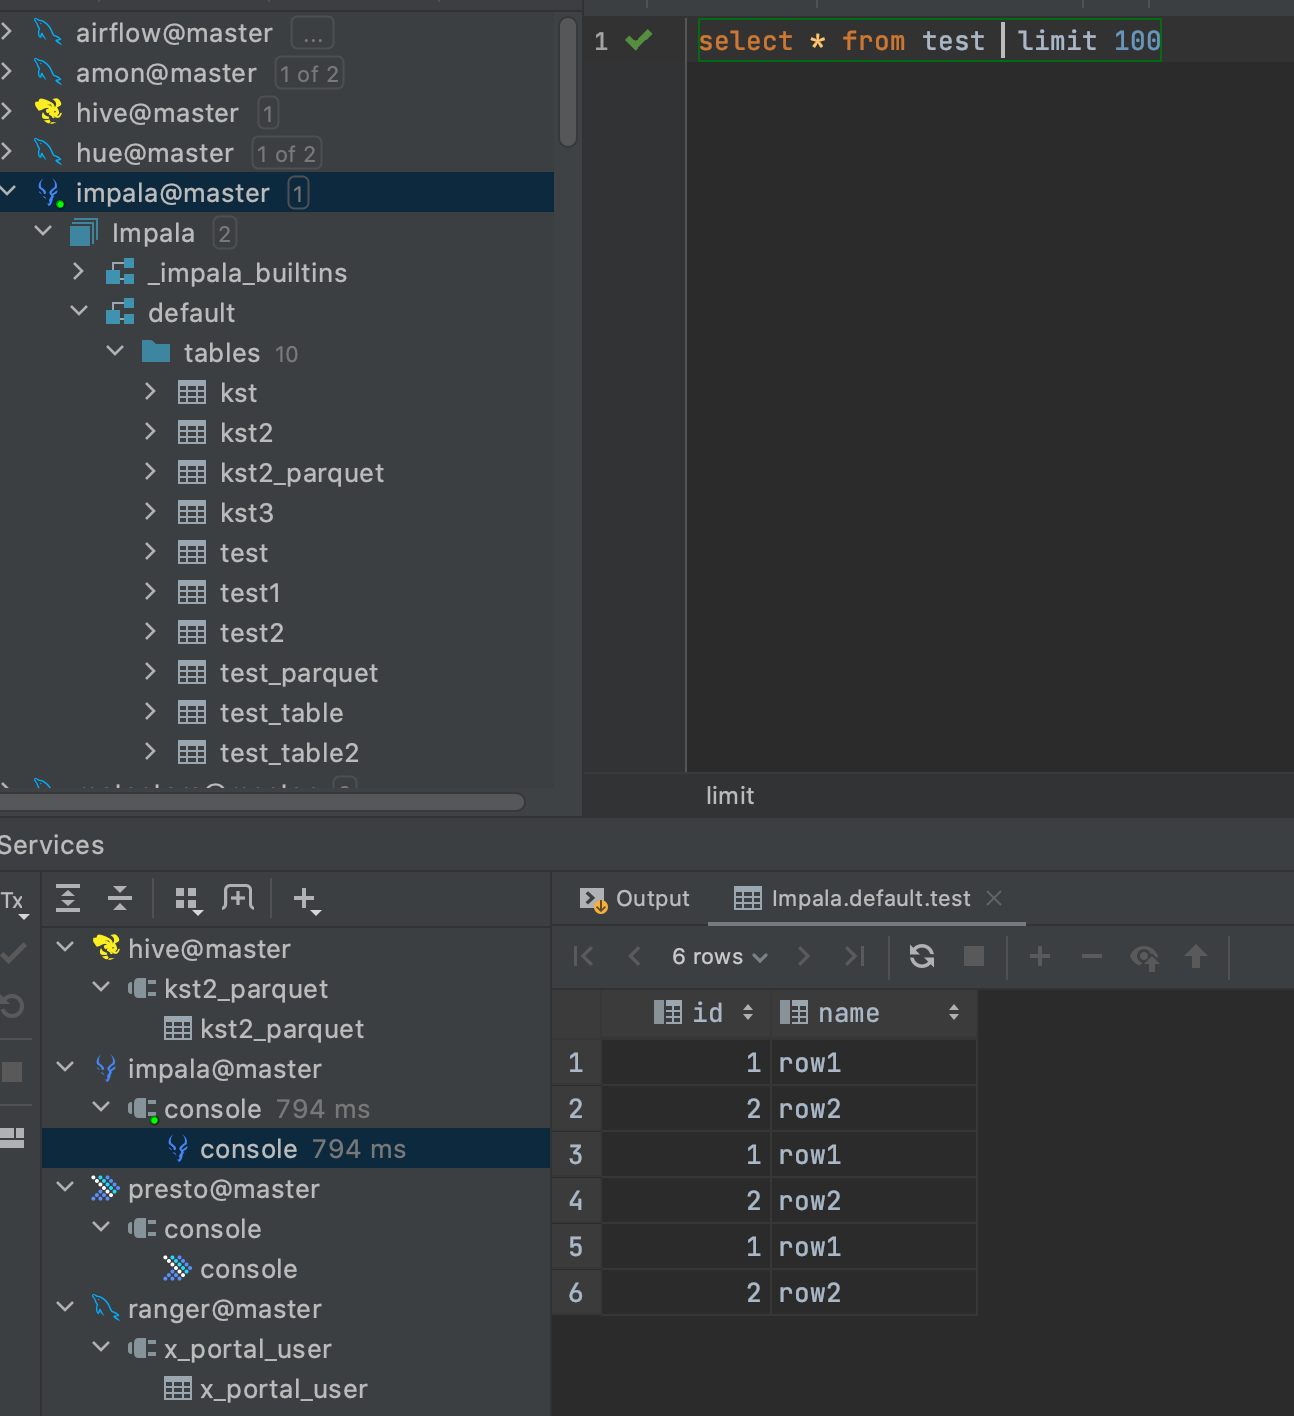 airflow@master ...
amon@master 1 of 2
hive@master 1
hue@master 1 of 2
impala@master 1
Impala 2
_impala_builtins
default
tables 10
kst
kst2
kst2_parquet
kst3
test
test1
test2
test_parquet
test_table
test_table2
1 select * from test limit 100
limit
Services
Tx
hive@master
kst2_parquet
kst2_parquet
impala@master
console 794 ms
console 794 ms
presto@master
console
console
ranger@master
x_portal_user
x_portal_user
Output Impala.default.test
6 rows
id name
1 1 row1
2 2 row2
3 1 row1
4 2 row2
5 1 row1
6 2 row2